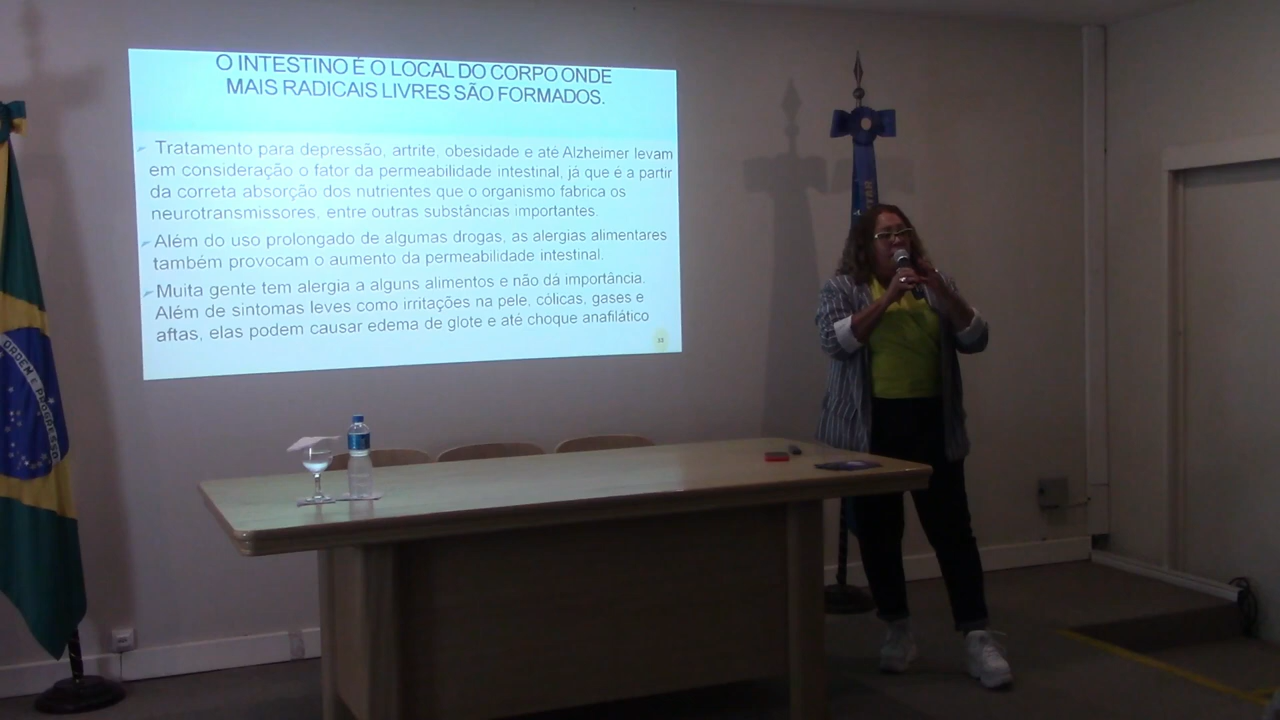 O INTESTINO É O LOCAL DO CORPO ONDE
MAIS RADICAIS LIVRES SÃO FORMADOS.
Tratamento para depressão, artrite, obesidade e até Alzheimer levam
em consideração o fator da permeabilidade intestinal, já que é a partir
da correta absorção dos nutrientes que o organismo fabrica os
neurotransmissores, entre outras substâncias importantes.
Além do uso prolongado de algumas drogas, as alergias alimentares
também provocam o aumento da permeabilidade intestinal.
Muita gente tem alergia a alguns alimentos e não dá importância.
Além de sintomas leves como irritações na pele, cólicas, gases e
aftas, elas podem causar edema de glote e até choque anafilático
ORDEM E PROGRESSO